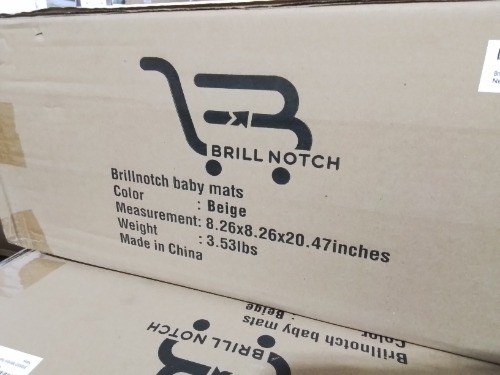 BRILL NOTCH
Brillnotch baby mats
Color : Beige
Measurement: 8.26x8.26x20.47inches
Weight : 3.53lbs
Made in China
Brillnotch baby mats
Color
: Beige
BRILL NOTCH